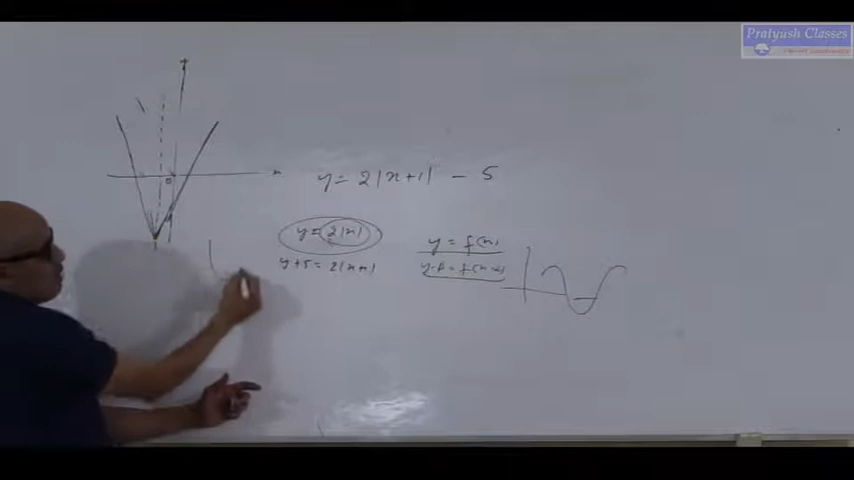 Pratyush Classes
y = 2|x+1| - 5
y = 2|x|
y = f(x)
y+5 = 2|x+1|
y-β = f(x-α)